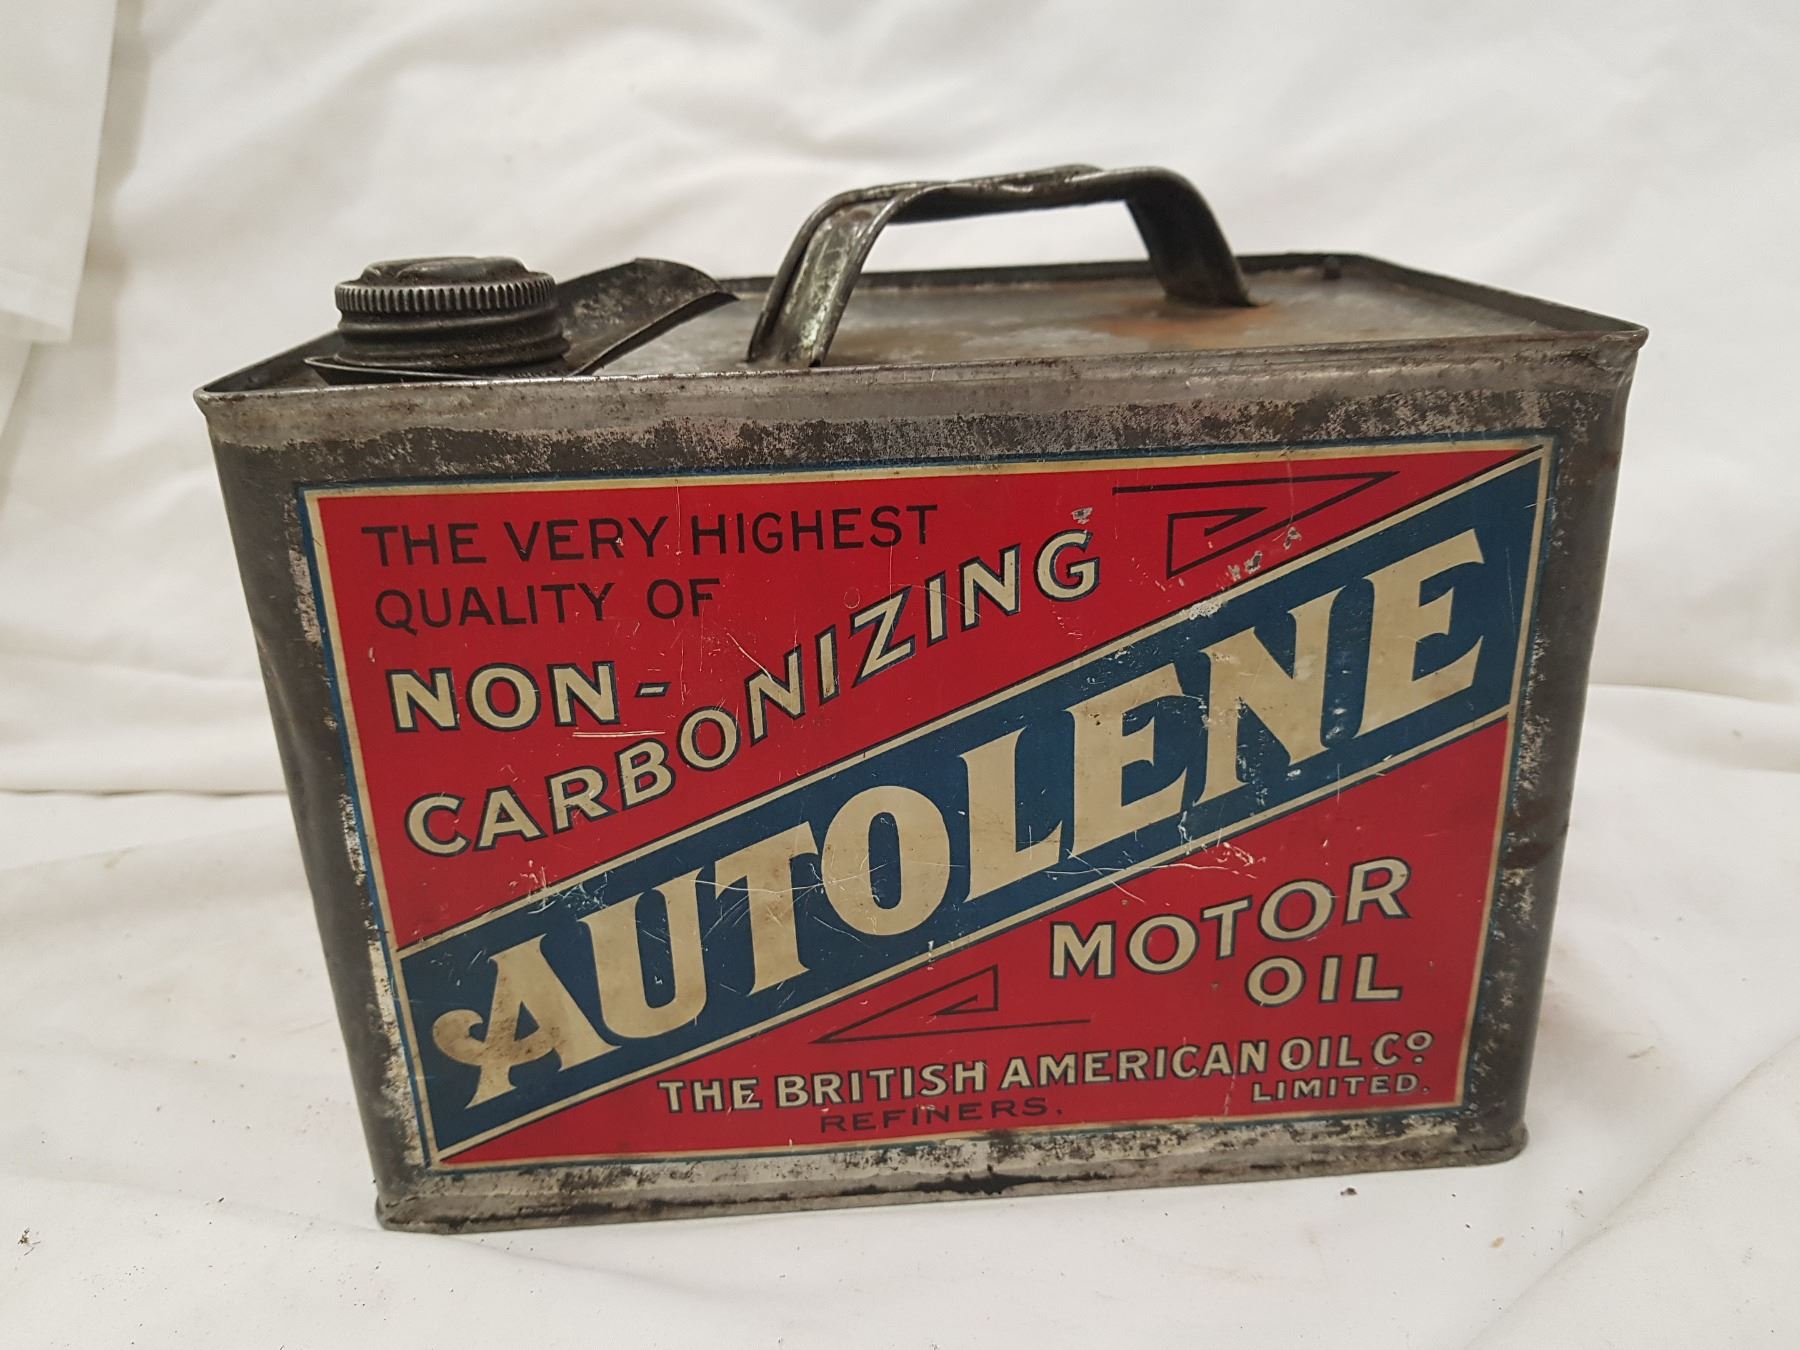 THE VERY HIGHEST
QUALITY OF
NON-
CARBONIZING
AUTOLENE
MOTOR
OIL
THE BRITISH AMERICAN OIL Cº
LIMITED.
REFINERS.